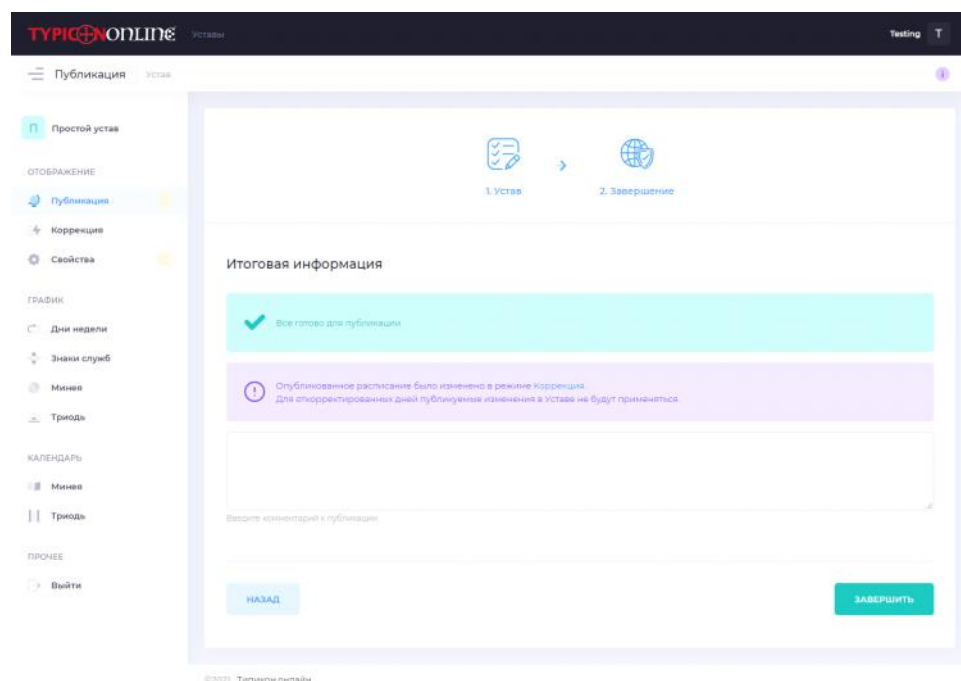 TYPICONONLINE Уставы
Testing T
Публикация Устав
i
П Простой устав
ОТОБРАЖЕНИЕ
Публикация
Коррекция
Свойства
ГРАФИК
Дни недели
Знаки служб
Минея
Триодь
КАЛЕНДАРЬ
Минея
Триодь
ПРОЧЕЕ
Выйти
1. Устав
2. Завершение
Итоговая информация
Все готово для публикации
Опубликованное расписание было изменено в режиме Коррекция.
Для откорректированных дней публикуемые изменения в Уставе не будут применяться.
Введите комментарий к публикации
НАЗАД
ЗАВЕРШИТЬ
©2021 Типикон онлайн